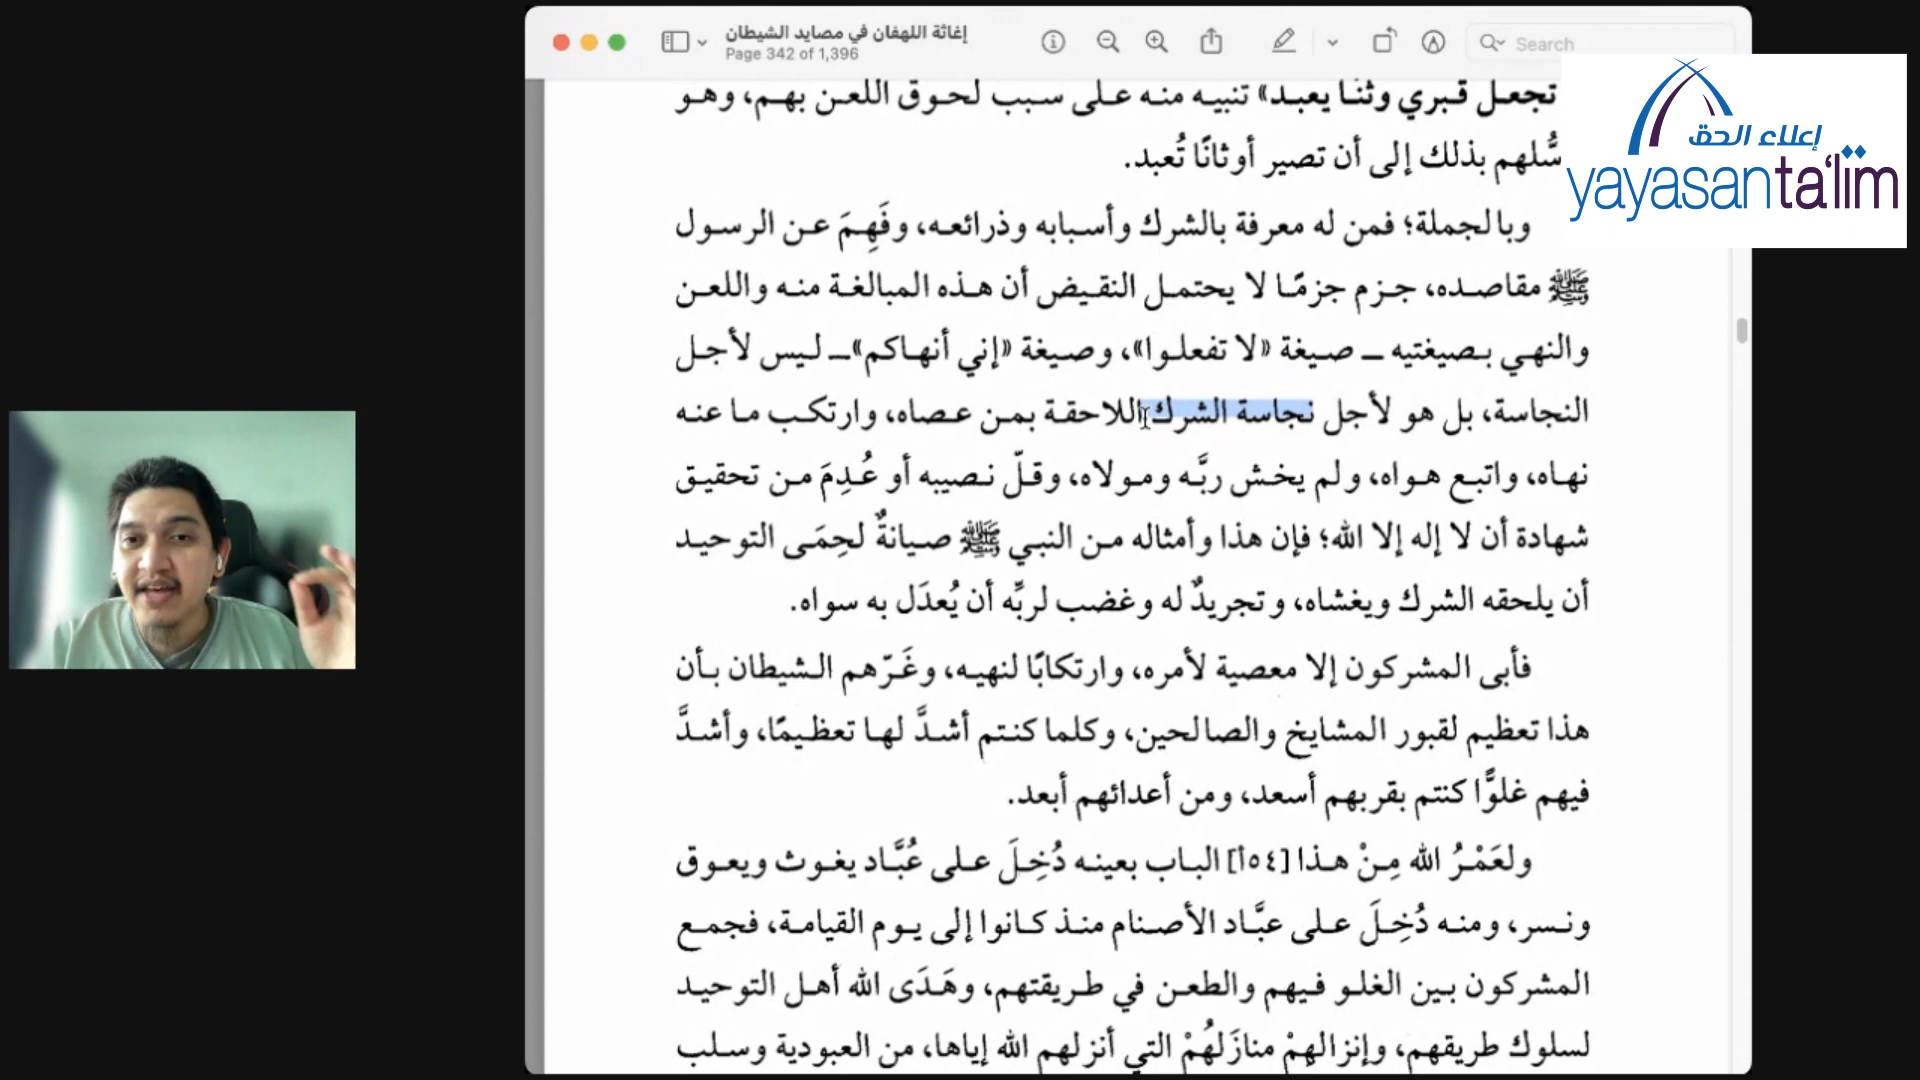 إغاثة اللهفان في مصايد الشيطان
Page 342 of 1,396
Search
إعلاء الحق
yayasanta'lim
تجعل قبري وثنًا يعبد» تنبيه منه على سبب لحوق اللعن بهم، وهو
سُّلهم بذلك إلى أن تصير أوثانًا تُعبد.
وبالجملة؛ فمن له معرفة بالشرك وأسبابه وذرائعه، وفَهِمَ عن الرسول
ﷺ مقاصده، جزم جزمًا لا يحتمل النقيض أن هذه المبالغة منه واللعن
والنهي بصيغتيه ــ صيغة «لا تفعلوا»، وصيغة «إني أنهاكم»ــ ليس لأجل
النجاسة، بل هو لأجل نجاسة الشرك اللاحقة بمن عصاه، وارتكب ما عنه
نهاه، واتبع هواه، ولم يخش ربَّه ومولاه، وقلّ نصيبه أو عُدِمَ من تحقيق
شهادة أن لا إله إلا الله؛ فإن هذا وأمثاله من النبي ﷺ صيانةٌ لحِمَى التوحيد
أن يلحقه الشرك ويغشاه، وتجريدٌ له وغضب لربِّه أن يُعدَل به سواه.
فأبى المشركون إلا معصية لأمره، وارتكابًا لنهيه، وغَرّهم الشيطان بأن
هذا تعظيم لقبور المشايخ والصالحين، وكلما كنتم أشدَّ لها تعظيمًا، وأشدَّ
فيهم غلوًّا كنتم بقربهم أسعد، ومن أعدائهم أبعد.
ولعَمْرُ الله مِنْ هذا [٥٤أ] الباب بعينه دُخِلَ على عُبَّاد يغوث ويعوق
ونسر، ومنه دُخِلَ على عبَّاد الأصنام منذ كانوا إلى يوم القيامة، فجمع
المشركون بين الغلو فيهم والطعن في طريقتهم، وهَدَى الله أهل التوحيد
لسلوك طريقهم، وإنزالهِمْ منازَلهُمْ التي أنزلهم الله إياها، من العبودية وسلب